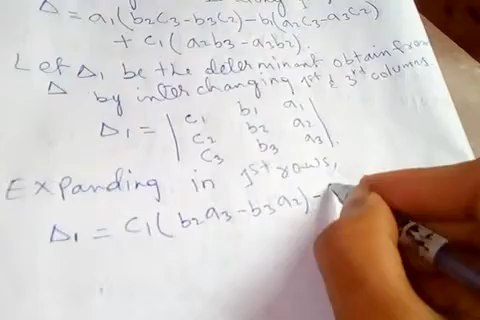 Δ = a1(b2c3-b3c2)-b1(a2c3-a3c2)
+ c1(a2b3-a2b2).
Let Δ1 be the determinant obtain from
Δ by interchanging 1st & 3rd columns.
Δ1 = | c1 b1 a1 |
c2 b2 a2
c3 b3 a3 .
Expanding in 1st rows,
Δ1 = C1(b2a3-b3a2)-